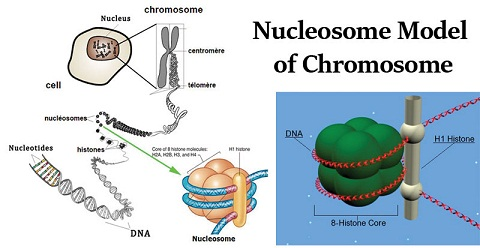 Nucleosome Model
of Chromosome
chromosome
Nucleus
centromère
cell
télomère
nucléosomes
Nucleotides
histones
Core of 8 histone molecules:
H2A, H2B, H3, and H4
H1 histone
DNA
Nucleosome
DNA
H1 Histone
8-Histone Core